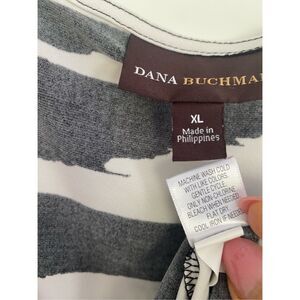 DANA BUCHMA
XL
Made in
Philippines
MACHINE WASH COLD
WITH LIKE COLORS.
GENTLE CYCLE.
ONLY NON-CHLORINE
BLEACH WHEN NEEDED.
FLAT DRY.
COOL IRON IF NEEDED